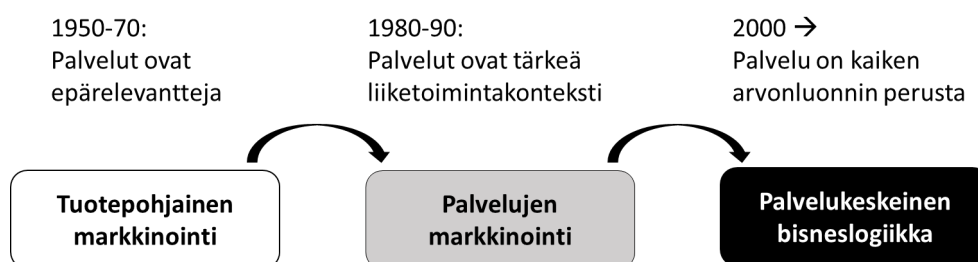 1950-70:
Palvelut ovat
epärelevantteja
1980-90:
Palvelut ovat tärkeä
liiketoimintakonteksti
2000 →
Palvelu on kaiken
arvonluonnin perusta
Tuotepohjainen
markkinointi
Palvelujen
markkinointi
Palvelukeskeinen
bisneslogiikka